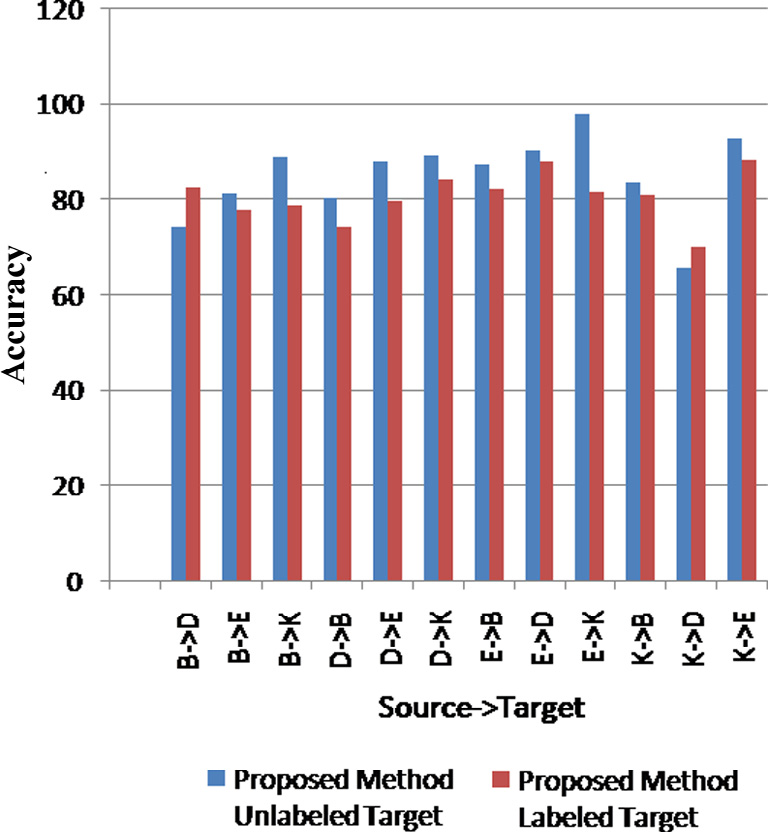 120
100
80
60
40
20
0
Accuracy
B->D
B->E
B->K
D->B
D->E
D->K
E->B
E->D
E->K
K->B
K->D
K->E
Source->Target
Proposed Method Unlabeled Target
Proposed Method Labeled Target